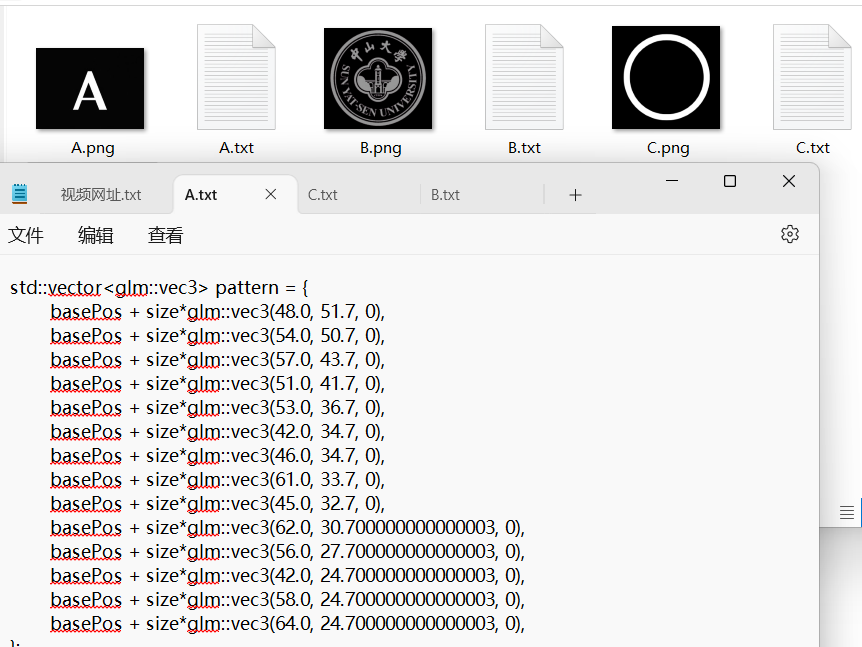 A
中山大学
SUN YAT-SEN UNIVERSITY
A.png
A.txt
B.png
B.txt
C.png
C.txt
视频网址.txt
A.txt
C.txt
B.txt
文件
编辑
查看
std::vector<glm::vec3> pattern = {
basePos + size*glm::vec3(48.0, 51.7, 0),
basePos + size*glm::vec3(54.0, 50.7, 0),
basePos + size*glm::vec3(57.0, 43.7, 0),
basePos + size*glm::vec3(51.0, 41.7, 0),
basePos + size*glm::vec3(53.0, 36.7, 0),
basePos + size*glm::vec3(42.0, 34.7, 0),
basePos + size*glm::vec3(46.0, 34.7, 0),
basePos + size*glm::vec3(61.0, 33.7, 0),
basePos + size*glm::vec3(45.0, 32.7, 0),
basePos + size*glm::vec3(62.0, 30.700000000000003, 0),
basePos + size*glm::vec3(56.0, 27.700000000000003, 0),
basePos + size*glm::vec3(42.0, 24.700000000000003, 0),
basePos + size*glm::vec3(58.0, 24.700000000000003, 0),
basePos + size*glm::vec3(64.0, 24.700000000000003, 0),
};